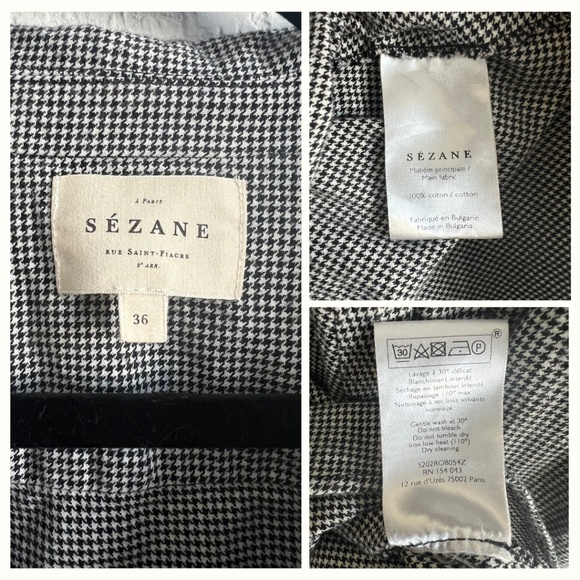 À PARIS
SÉZANE
RUE SAINT-FIACRE
2E ARR.
36
SÉZANE
Matière principale /
Main fabric
100% coton / cotton
Fabriqué en Bulgarie
Made in Bulgaria
®
30
P
Lavage à 30° délicat
Blanchiment interdit
Séchage en tambour interdit
Repassage 110° max
Nettoyage à sec tous solvants
normaux
Gentle wash at 30°
Do not bleach
Do not tumble dry
Iron low heat (110°)
Dry cleaning
S202ROB054Z
RN 154 043
12 rue d'Uzès 75002 Paris